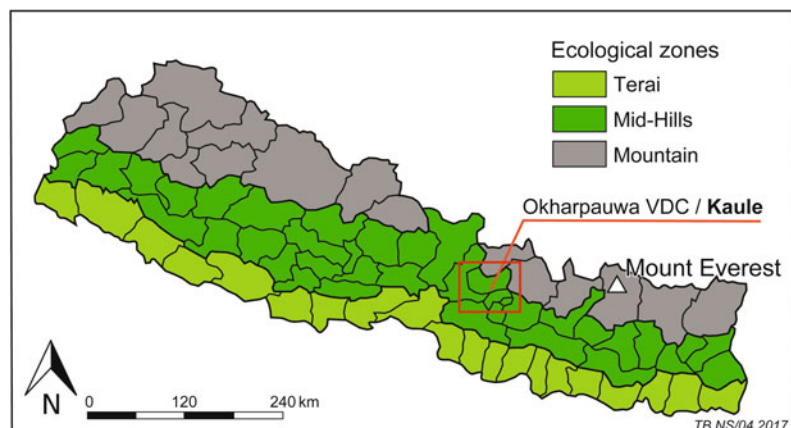 Ecological zones
Terai
Mid-Hills
Mountain
Okharpauwa VDC / Kaule
Mount Everest
N
0 120 240 km
TB,NS/04.2017